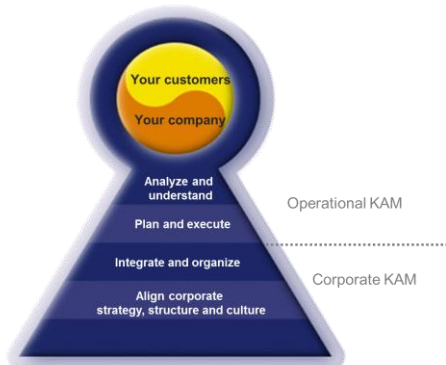 Your customers
Your company
Analyze and
understand
Operational KAM
Plan and execute
Integrate and organize
Corporate KAM
Align corporate
strategy, structure and culture